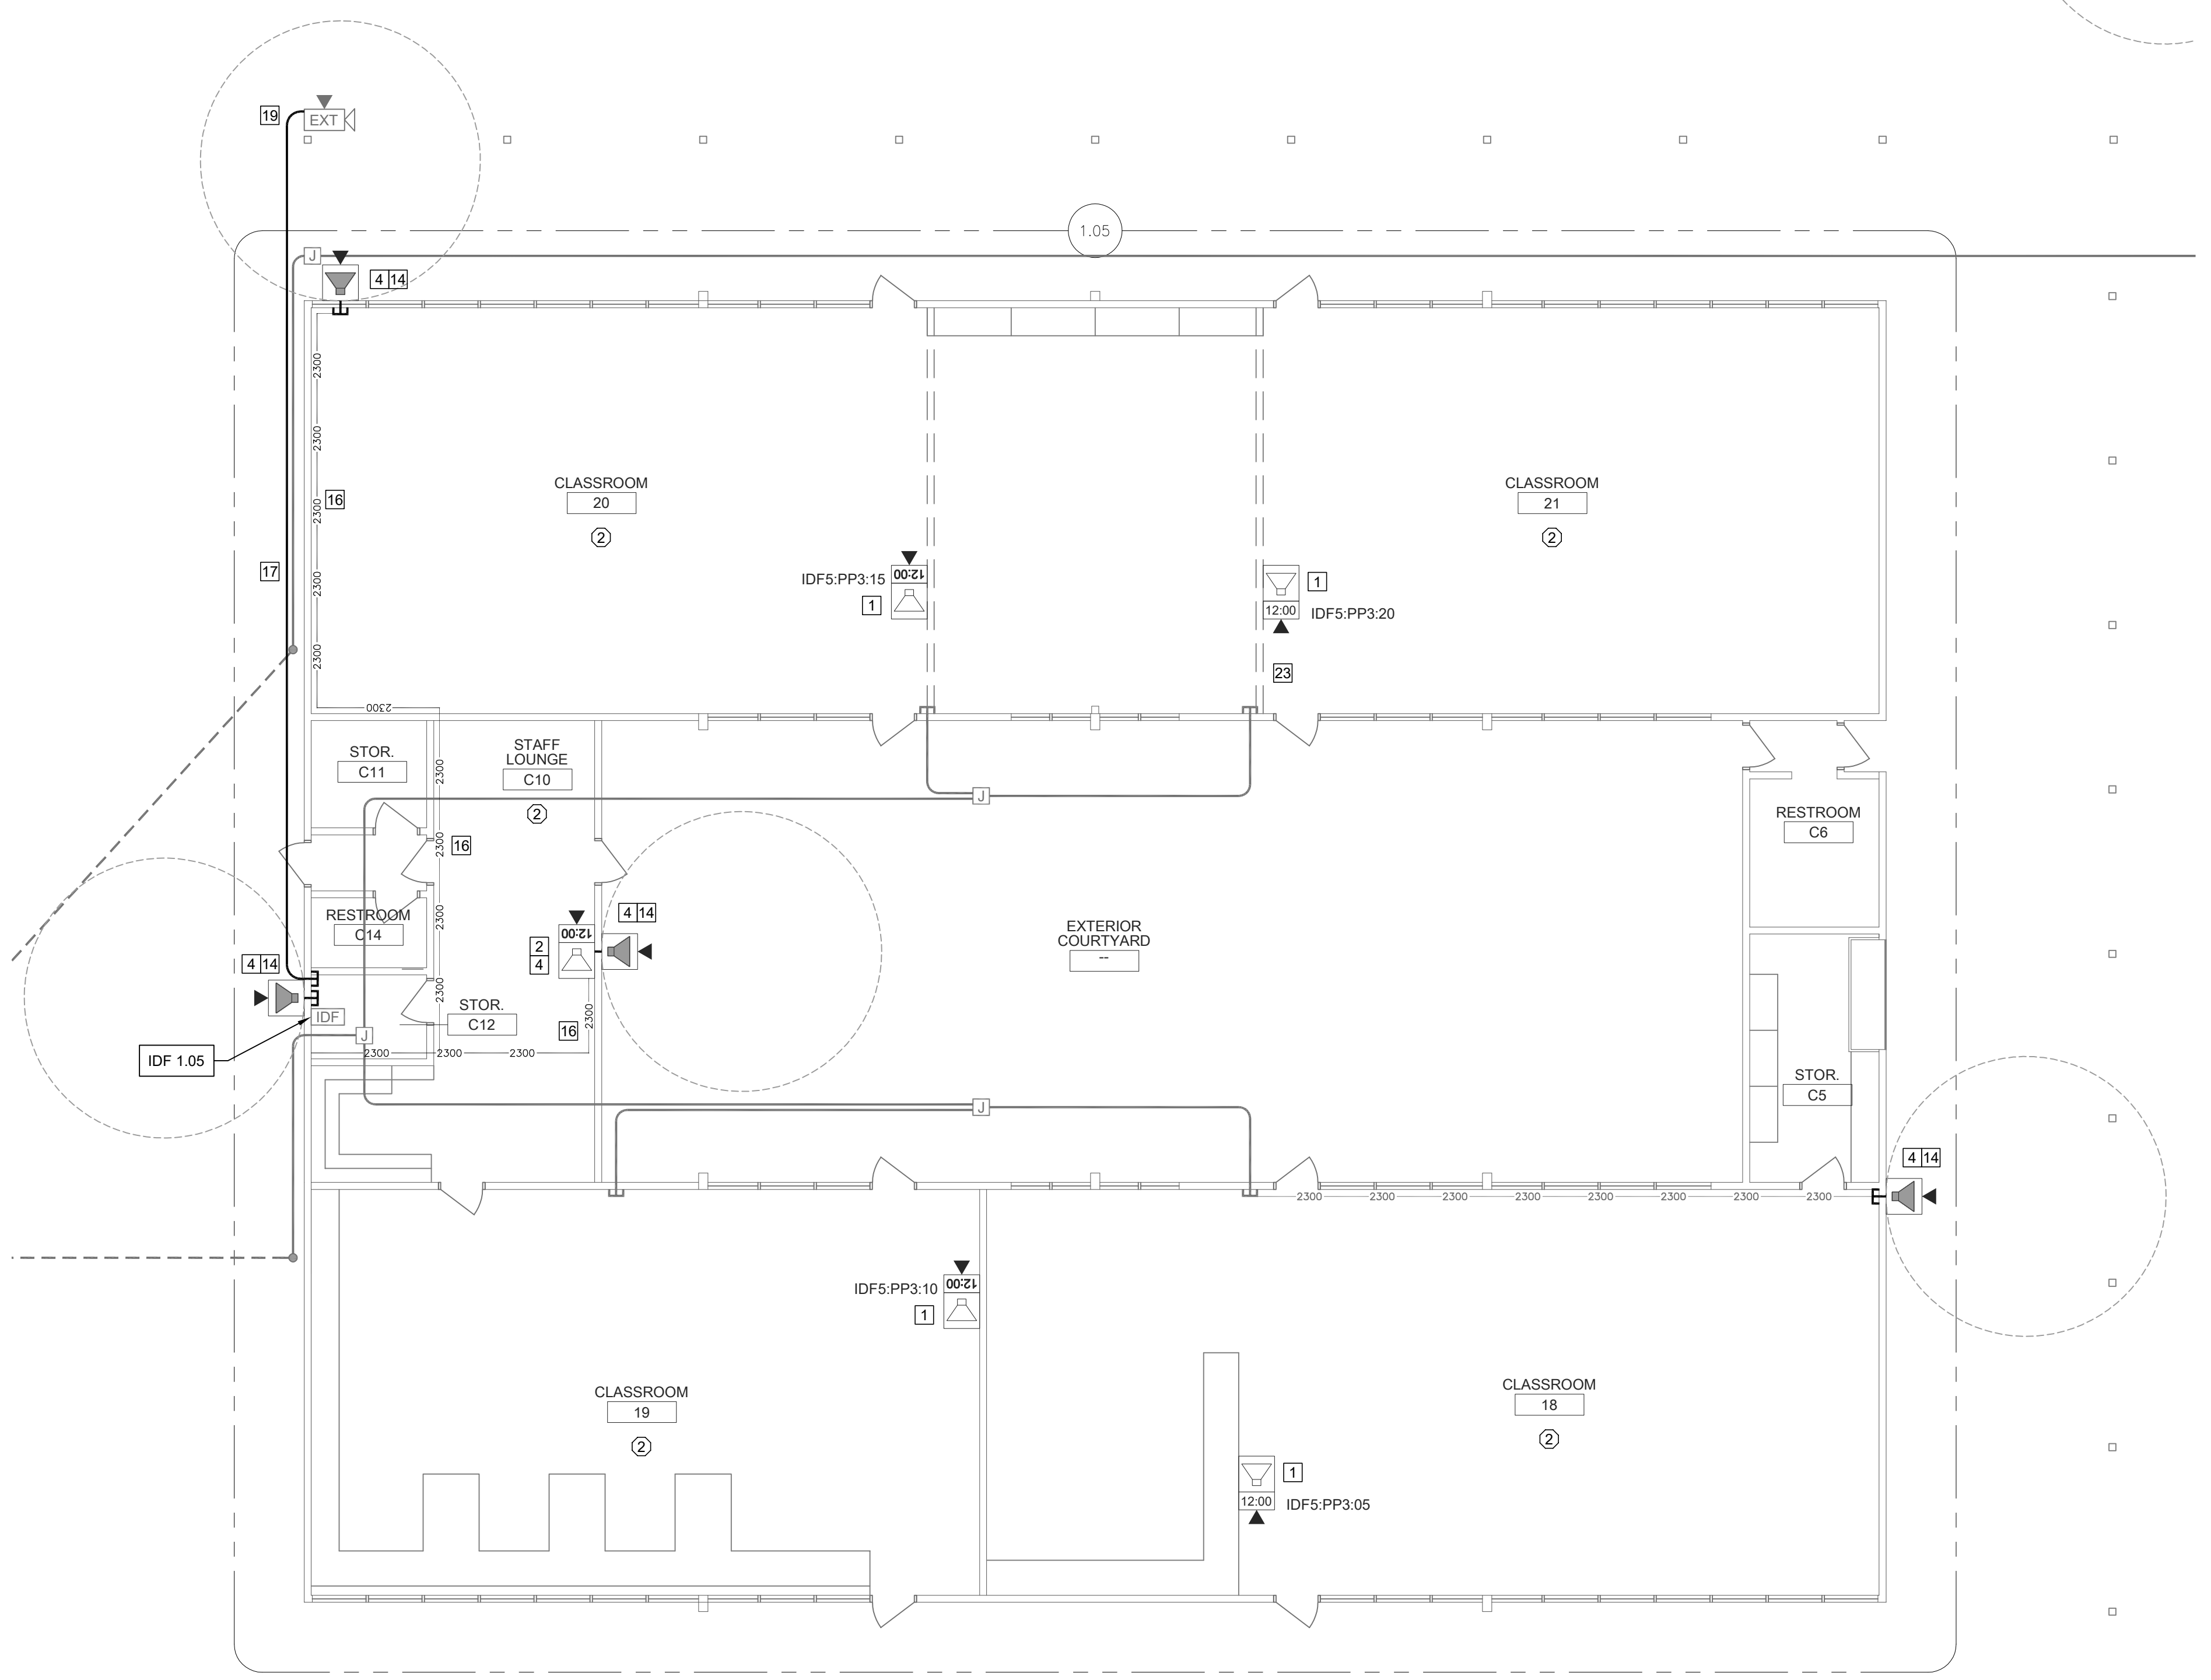 19
EXT
1.05
J
4 14
2300
2300
2300
2300
2300
16
CLASSROOM
20
2
CLASSROOM
21
2
17
12:00
IDF5:PP3:15
1
1
12:00
IDF5:PP3:20
23
2300
STOR.
C11
STAFF
LOUNGE
C10
2
2300
J
2300
16
RESTROOM
C6
RESTROOM
C14
2300
4 14
12:00
2
4
EXTERIOR
COURTYARD
--
4 14
2300
STOR.
C12
IDF
16
2300
J
IDF 1.05
2300
2300
2300
STOR.
C5
J
4 14
2300
2300
2300
2300
2300
2300
2300
2300
12:00
IDF5:PP3:10
1
CLASSROOM
19
2
CLASSROOM
18
2
1
12:00
IDF5:PP3:05